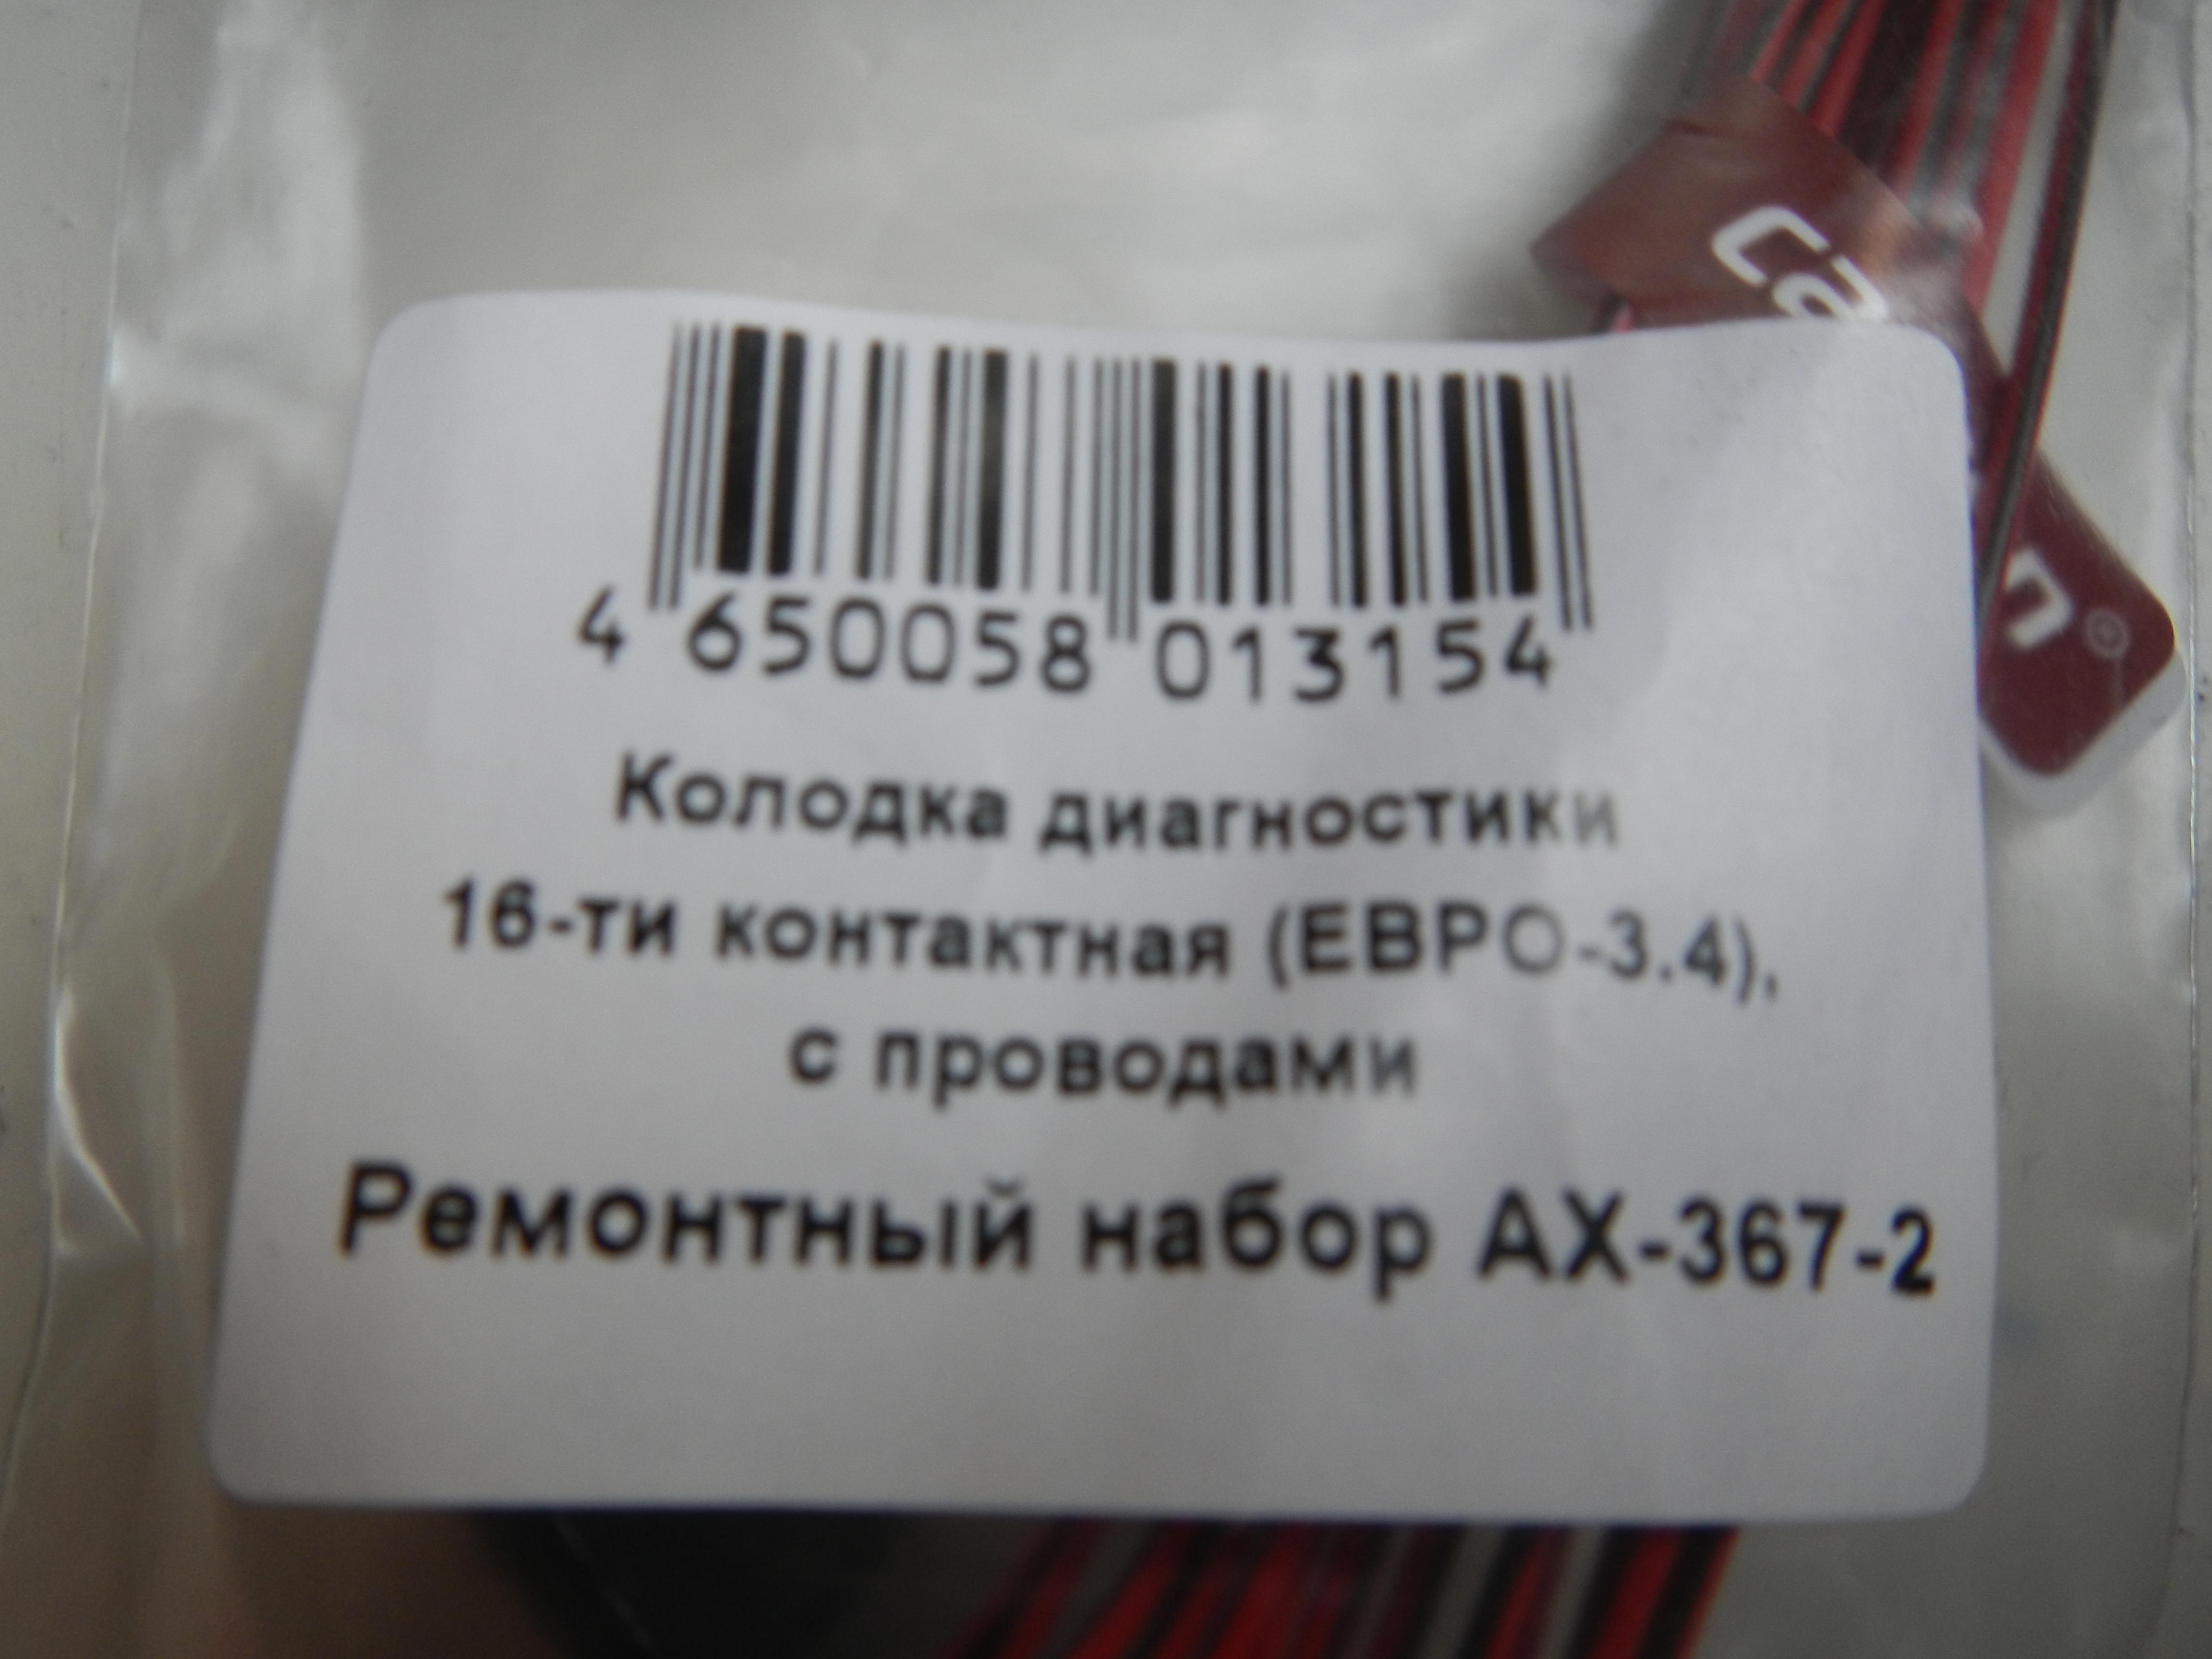 4 650058 013154
Колодка диагностики
16-ти контактная (ЕВРО-3.4),
с проводами
Ремонтный набор АХ-367-2